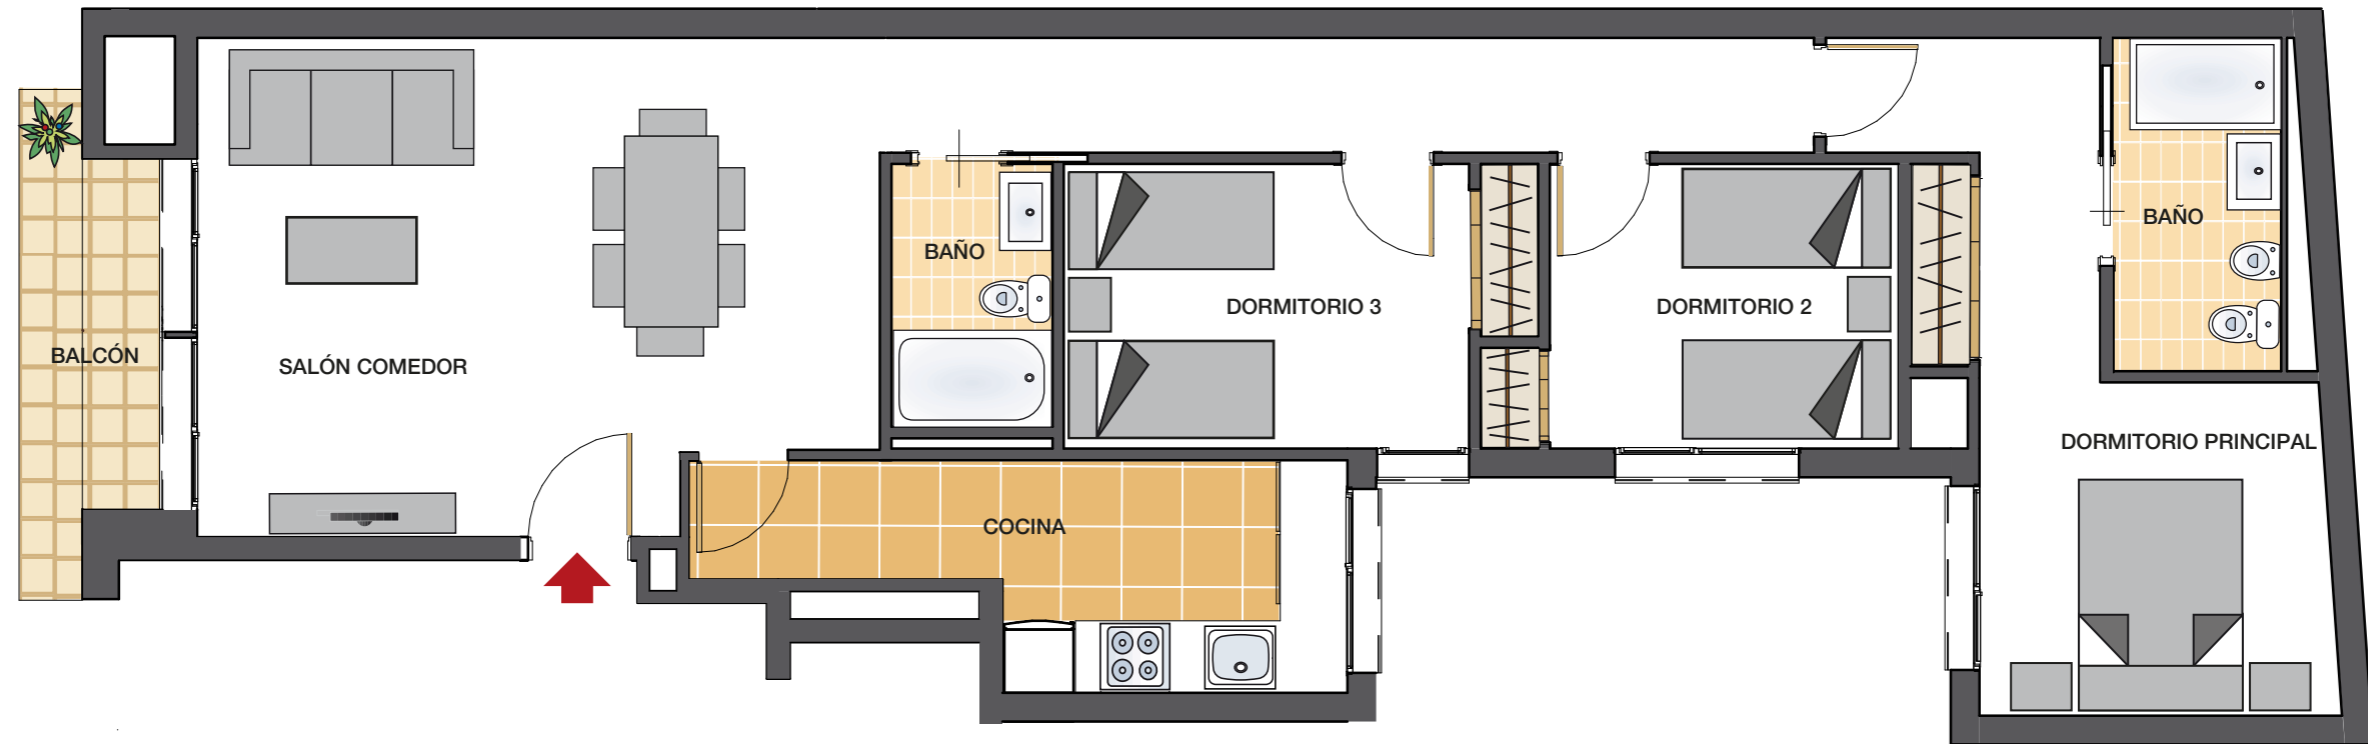 BALCÓN
SALÓN COMEDOR
BAÑO
DORMITORIO 3
DORMITORIO 2
BAÑO
DORMITORIO PRINCIPAL
COCINA